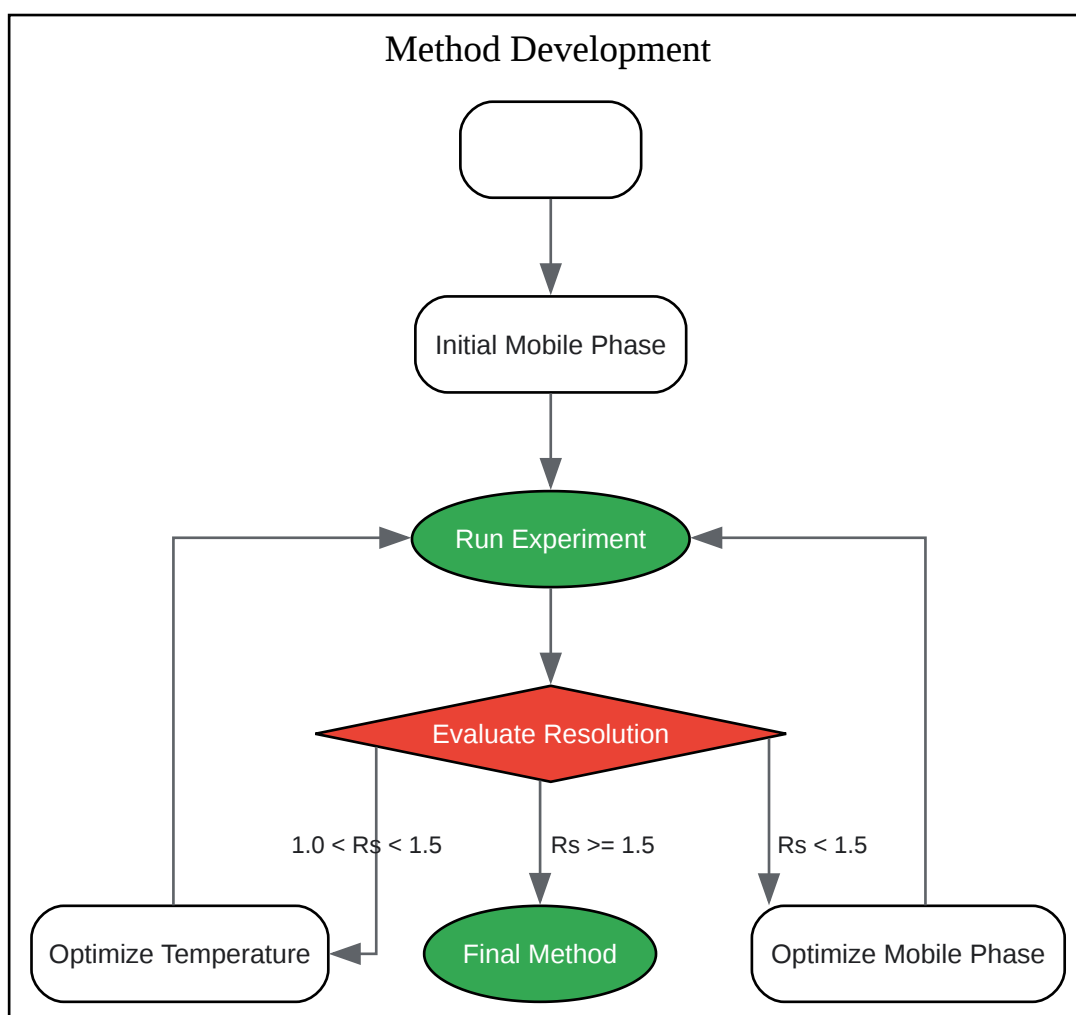 Method Development
Initial Mobile Phase
Run Experiment
Evaluate Resolution
1.0 < Rs < 1.5
Rs >= 1.5
Rs < 1.5
Optimize Temperature
Final Method
Optimize Mobile Phase